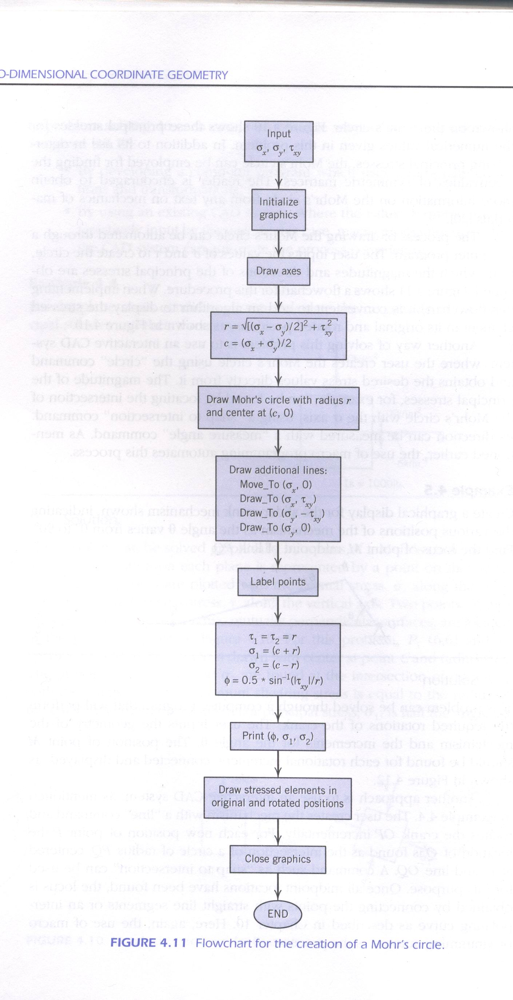 O-DIMENSIONAL COORDINATE GEOMETRY
Input
σx, σy, τxy
Initialize
graphics
Draw axes
r = √[(σx − σy)/2]² + τ²xy
c = (σx + σy)/2
Draw Mohr's circle with radius r
and center at (c, 0)
Draw additional lines:
Move_To (σx, 0)
Draw_To (σx, τxy)
Draw_To (σy, −τxy)
Draw_To (σy, 0)
Label points
τ1 = τ2 = r
σ1 = (c + r)
σ2 = (c − r)
ϕ = 0.5 * sin⁻¹(|τxy|/r)
Print (ϕ, σ1, σ2)
Draw stressed elements in
original and rotated positions
Close graphics
END
FIGURE 4.11 Flowchart for the creation of a Mohr's circle.